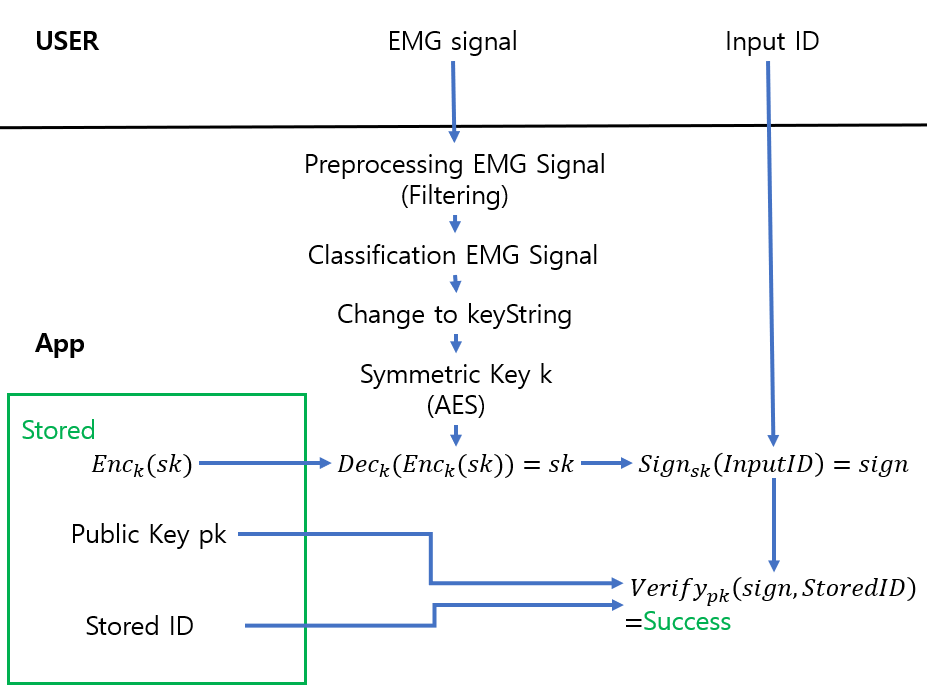 USER
EMG signal
Input ID
Preprocessing EMG Signal
(Filtering)
Classification EMG Signal
Change to keyString
App
Symmetric Key k
(AES)
Stored
Enc_k(sk)
Dec_k(Enc_k(sk)) = sk
Sign_sk(InputID) = sign
Public Key pk
Verify_pk(sign, StoredID)
=Success
Stored ID